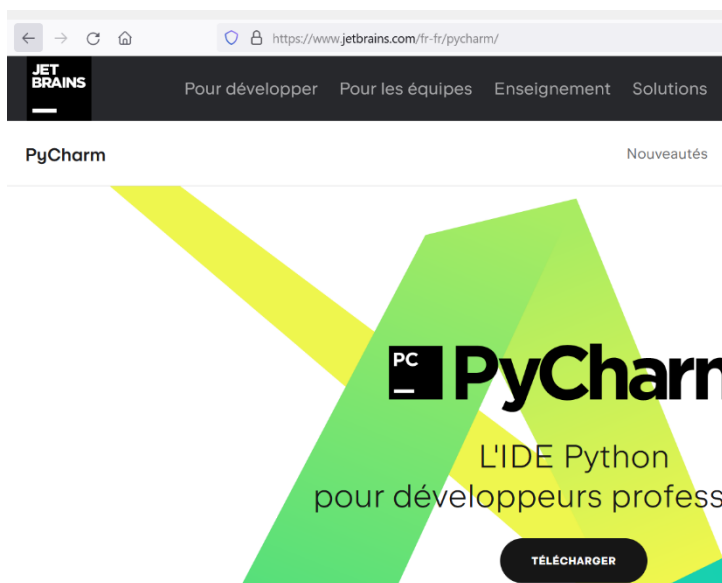 https://www.jetbrains.com/fr-fr/pycharm/
JET
BRAINS
Pour développer Pour les équipes Enseignement Solutions
PyCharm
Nouveautés
PC
PyCharm
L'IDE Python
pour développeurs profess
TÉLÉCHARGER